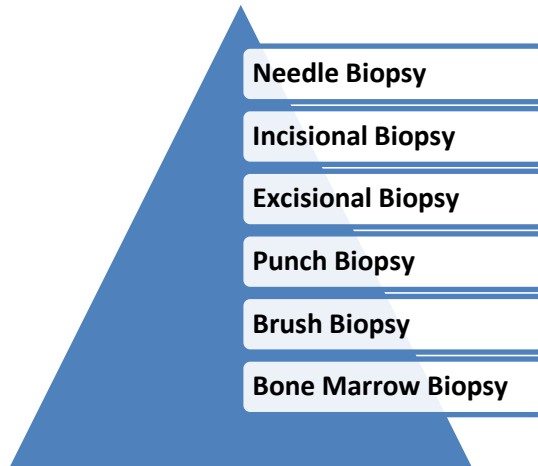 Needle Biopsy
Incisional Biopsy
Excisional Biopsy
Punch Biopsy
Brush Biopsy
Bone Marrow Biopsy